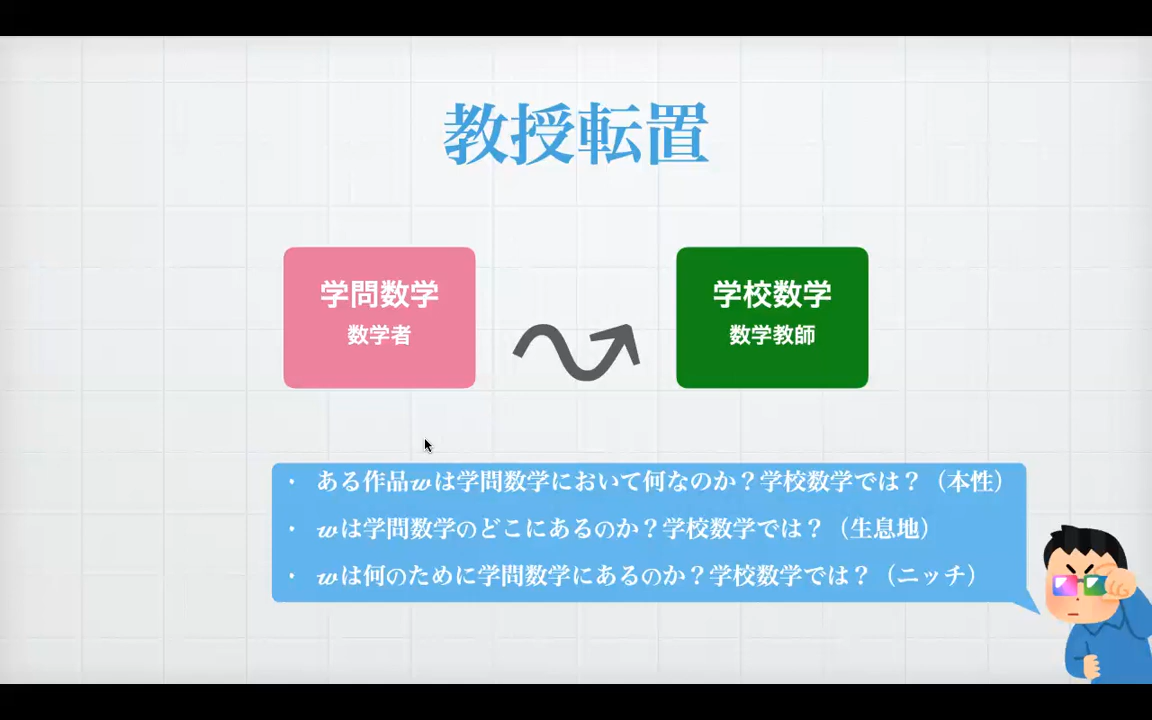 教授転置
学問数学
数学者
学校数学
数学教師
・ ある作品𝓌は学問数学において何なのか？学校数学では？（本性）
・ 𝓌は学問数学のどこにあるのか？学校数学では？（生息地）
・ 𝓌は何のために学問数学にあるのか？学校数学では？（ニッチ）